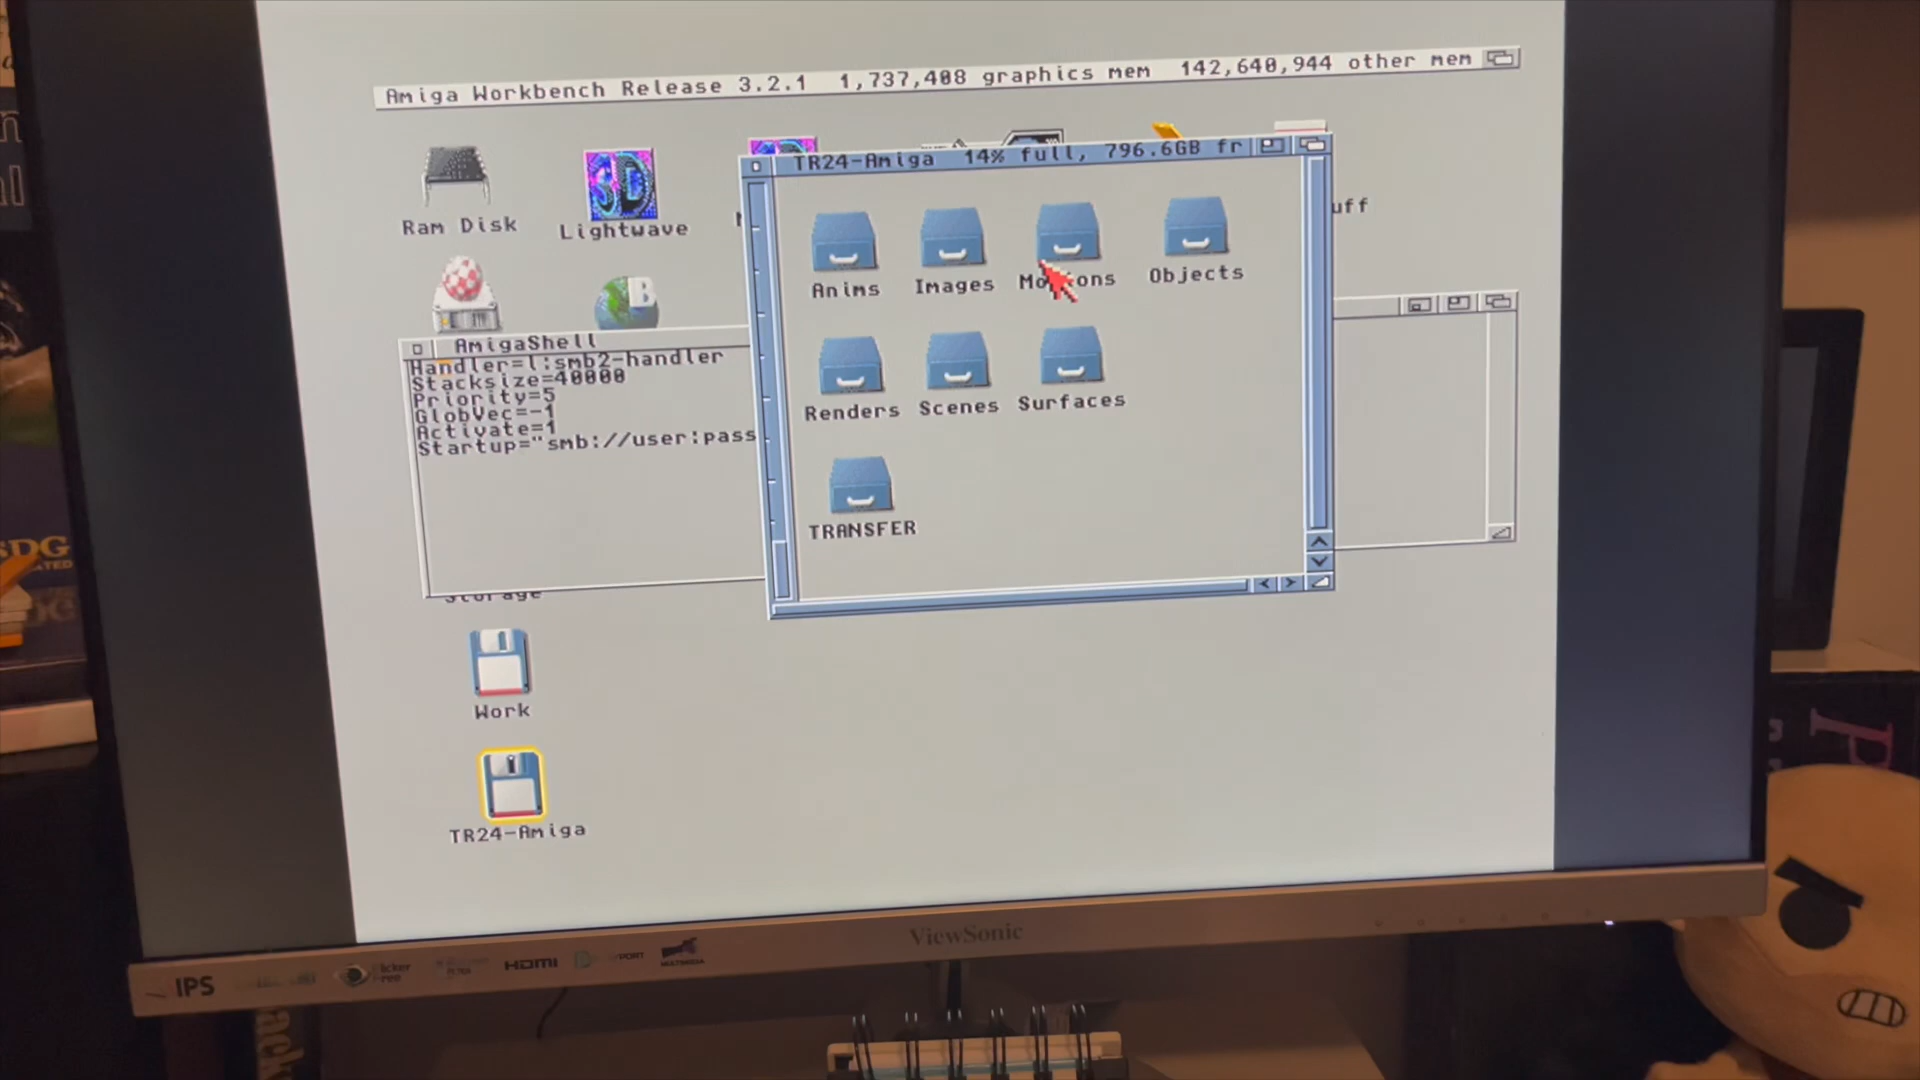 Amiga Workbench Release 3.2.1 1,737,408 graphics mem 142,640,944 other mem
Ram Disk
Lightwave
TR24-Amiga 14% full, 796.6GB fr
uff
Anims
Images
Objects
Renders
Scenes
Surfaces
TRANSFER
AmigaShell
Handler=l:smb2-handler
Stacksize=40000
Priority=5
GlobVec=-1
Activate=1
Startup="smb://user:pass
Storage
Work
TR24-Amiga
ViewSonic
IPS
HDMI
SDG